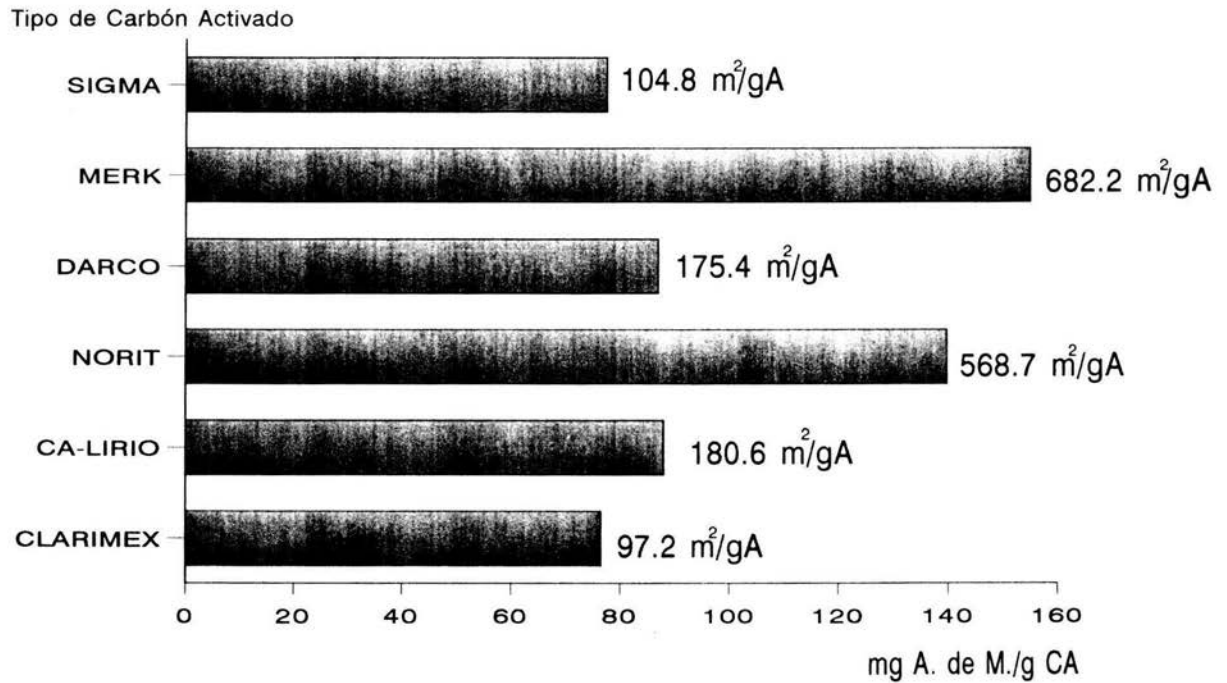 Tipo de Carbón Activado
SIGMA 104.8 m²/gA
MERK 682.2 m²/gA
DARCO 175.4 m²/gA
NORIT 568.7 m²/gA
CA-LIRIO 180.6 m²/gA
CLARIMEX 97.2 m²/gA
0 20 40 60 80 100 120 140 160
mg A. de M./g CA